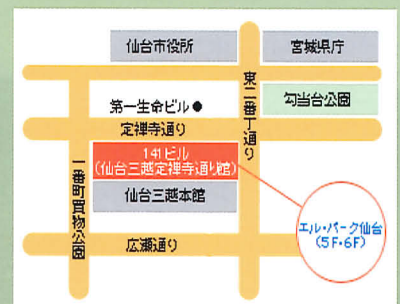 仙台市役所
宮城県庁
東二番丁通り
勾当台公園
第一生命ビル●
定禅寺通り
141ビル
(仙台三越定禅寺通り館)
仙台三越本館
一番町買物公園
エル・パーク仙台
(5F・6F)
広瀬通り